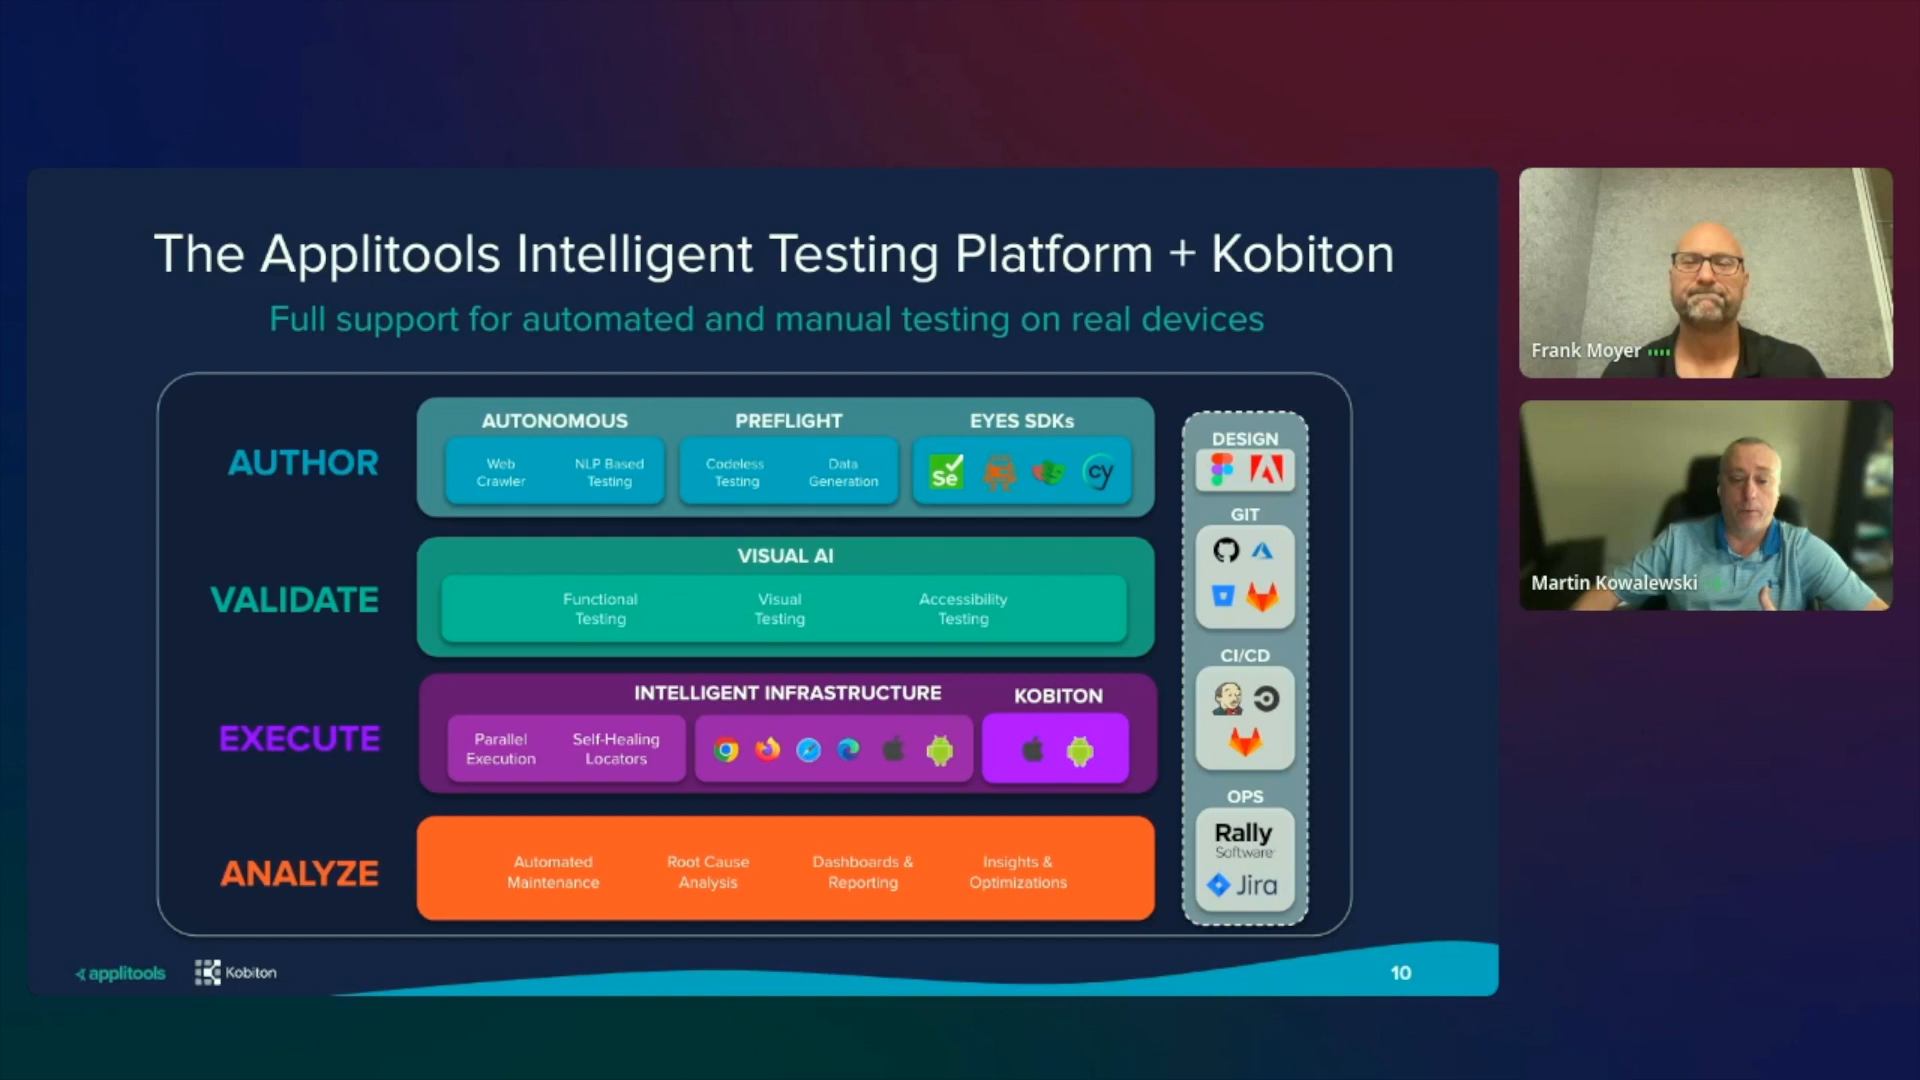 The Applitools Intelligent Testing Platform + Kobiton
Full support for automated and manual testing on real devices
AUTHOR
AUTONOMOUS
Web
Crawler
NLP Based
Testing
PREFLIGHT
Codeless
Testing
Data
Generation
EYES SDKs
Se
cy
VALIDATE
VISUAL AI
Functional
Testing
Visual
Testing
Accessibility
Testing
EXECUTE
INTELLIGENT INFRASTRUCTURE
Parallel
Execution
Self-Healing
Locators
KOBITON
ANALYZE
Automated
Maintenance
Root Cause
Analysis
Dashboards &
Reporting
Insights &
Optimizations
DESIGN
GIT
CI/CD
OPS
Rally
Software
Jira
applitools
Kobiton
10
Frank Moyer
Martin Kowalewski